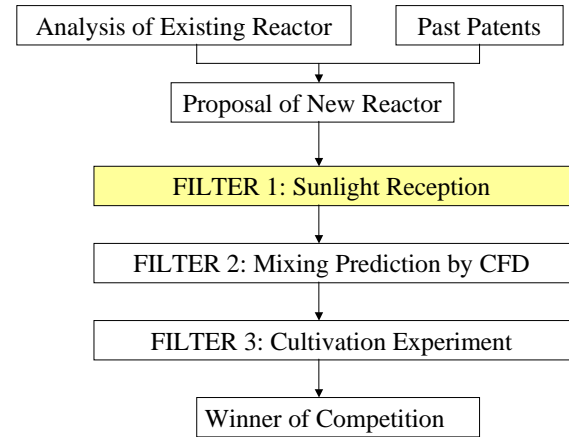 Analysis of Existing Reactor
Past Patents
Proposal of New Reactor
FILTER 1: Sunlight Reception
FILTER 2: Mixing Prediction by CFD
FILTER 3: Cultivation Experiment
Winner of Competition